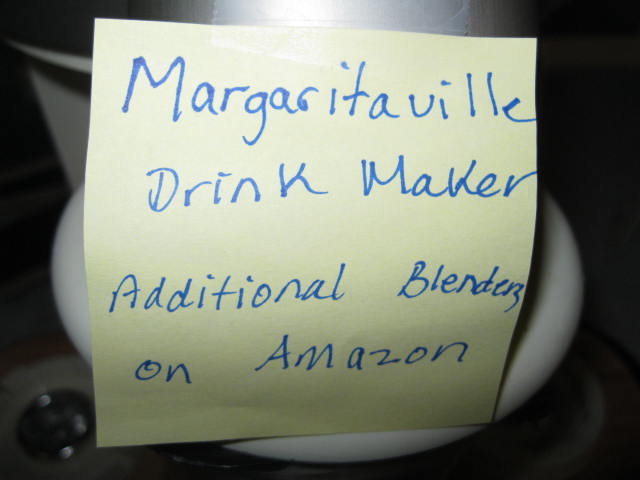 Margaritaville
Drink Maker
Additional Blenders
on Amazon